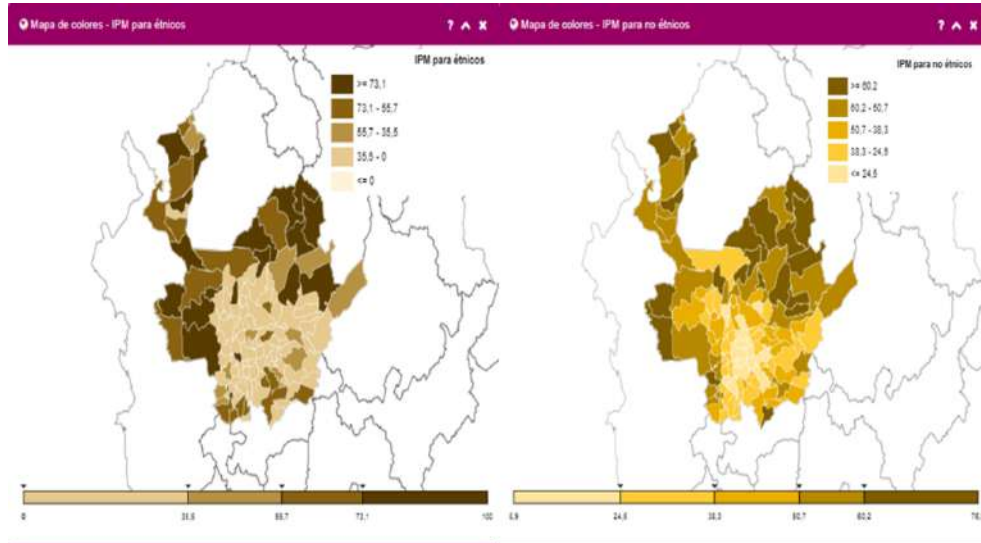 Mapa de colores - IPM para étnicos
? ^ x
IPM para étnicos
>= 73,1
73,1 - 55,7
55,7 - 35,5
35,5 - 0
<= 0
0
35,5
55,7
73,1
100
Mapa de colores - IPM para no étnicos
? ^ x
IPM para no étnicos
>= 60,2
60,2 - 50,7
50,7 - 38,3
38,3 - 24,5
<= 24,5
24,5
38,3
50,7
60,2